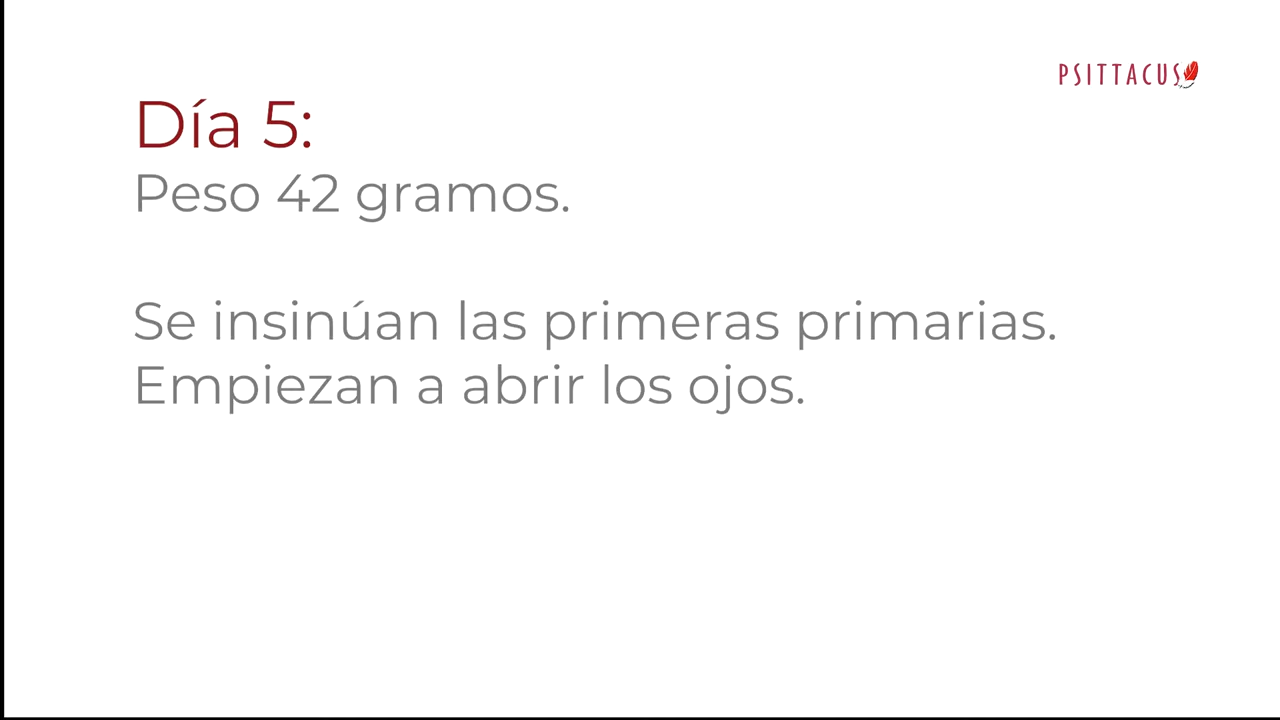 PSITTACUS
Día 5:
Peso 42 gramos.
Se insinúan las primeras primarias.
Empiezan a abrir los ojos.